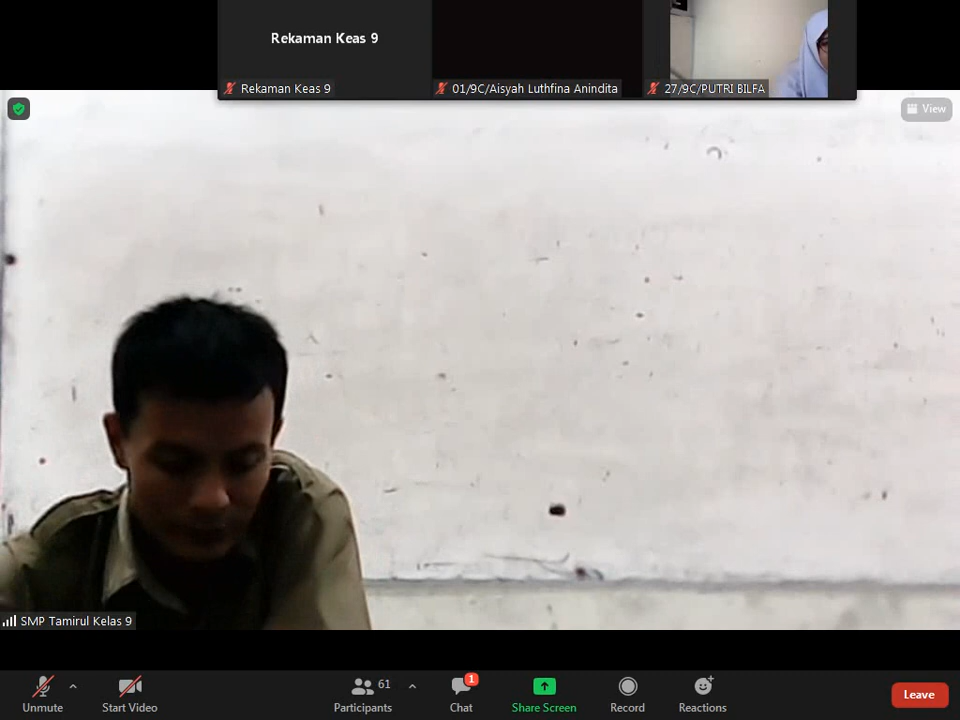 Rekaman Keas 9
Rekaman Keas 9
01/9C/Aisyah Luthfina Anindita
27/9C/PUTRI BILFA
View
SMP Tamirul Kelas 9
Unmute
Start Video
61
Participants
1
Chat
Share Screen
Record
Reactions
Leave